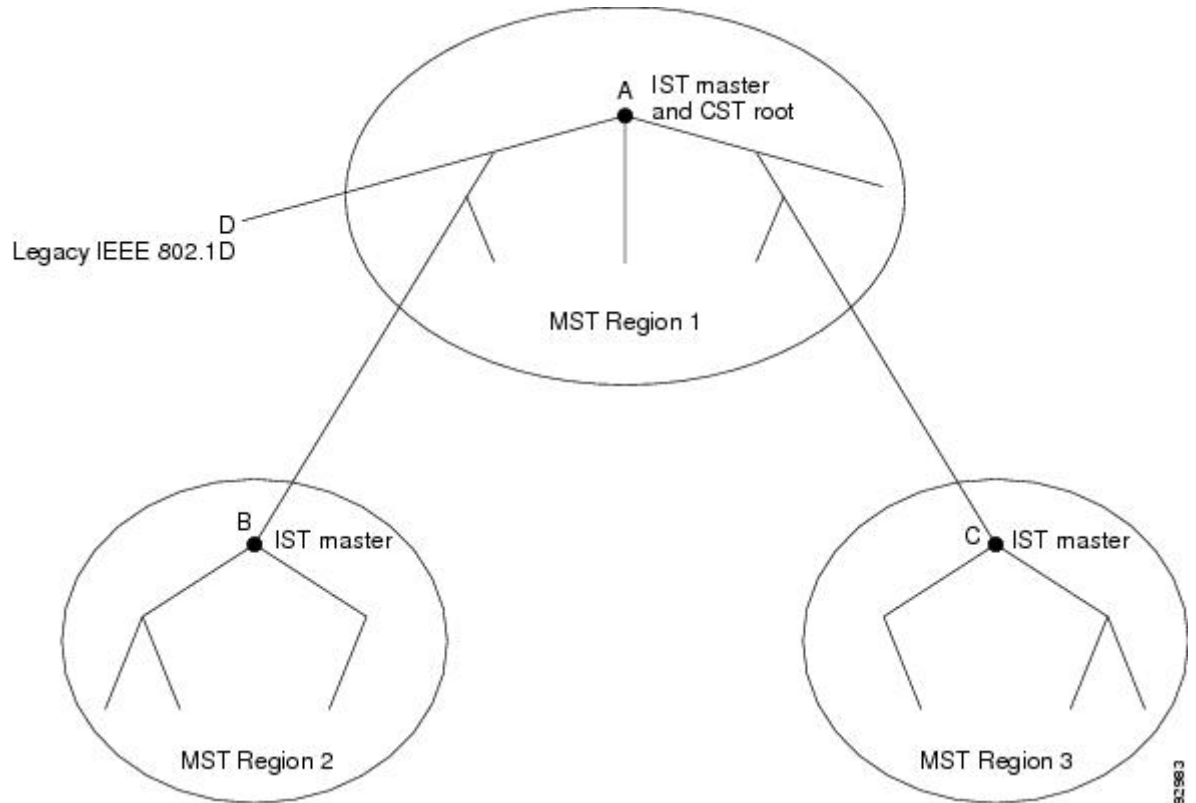 A
IST master
and CST root
D
Legacy IEEE 802.1D
MST Region 1
B
IST master
C
IST master
MST Region 2
MST Region 3
92983